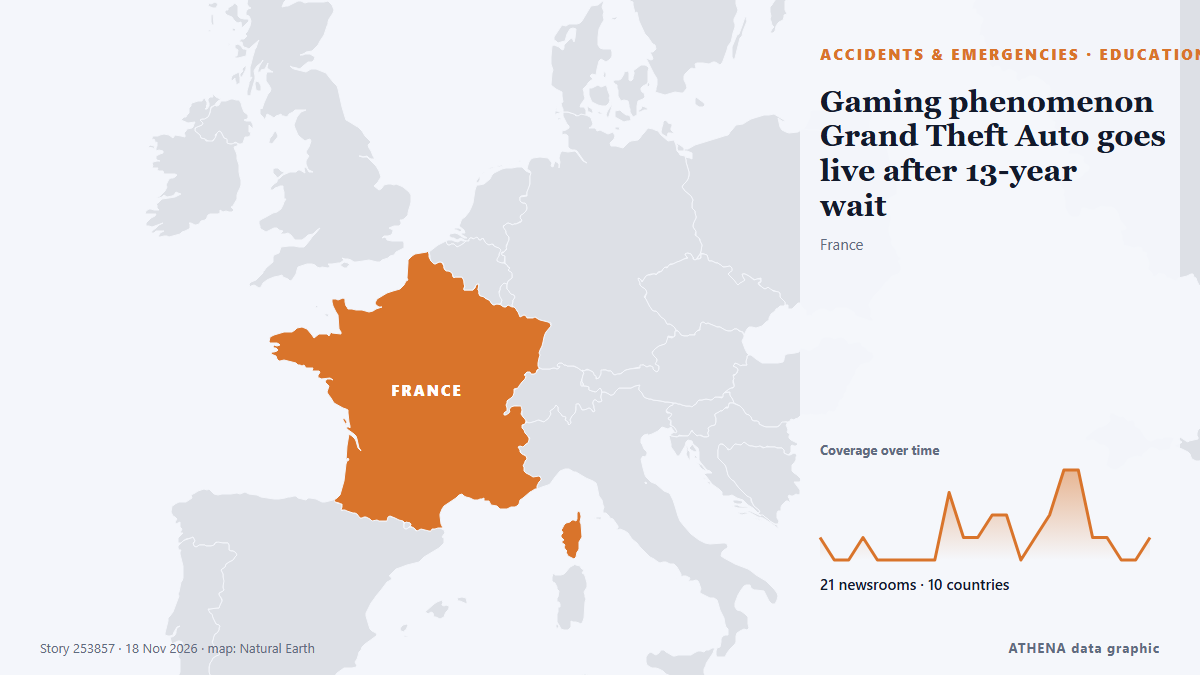 ACCIDENTS & EMERGENCIES · EDUCATION
Gaming phenomenon
Grand Theft Auto goes
live after 13-year
wait
France
FRANCE
Coverage over time
21 newsrooms · 10 countries
Story 253857 · 18 Nov 2026 · map: Natural Earth
ATHENA data graphic